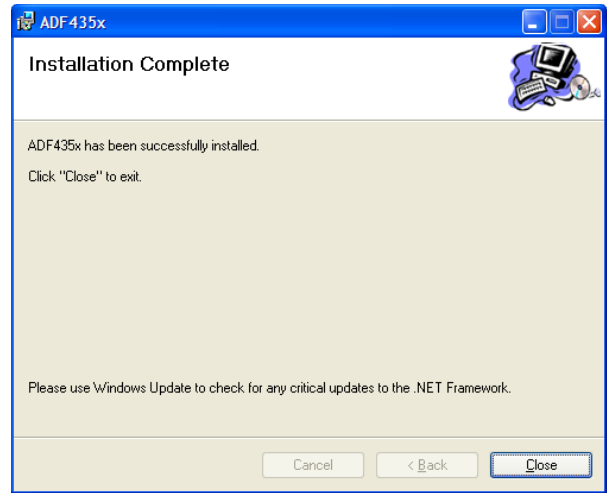 ADF435x
Installation Complete
ADF435x has been successfully installed.
Click "Close" to exit.
Please use Windows Update to check for any critical updates to the .NET Framework.
Cancel
< Back
Close